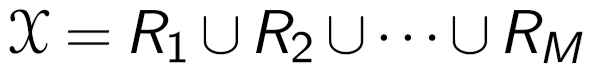 𝒳 = R₁ ∪ R₂ ∪ ⋯ ∪ R_M